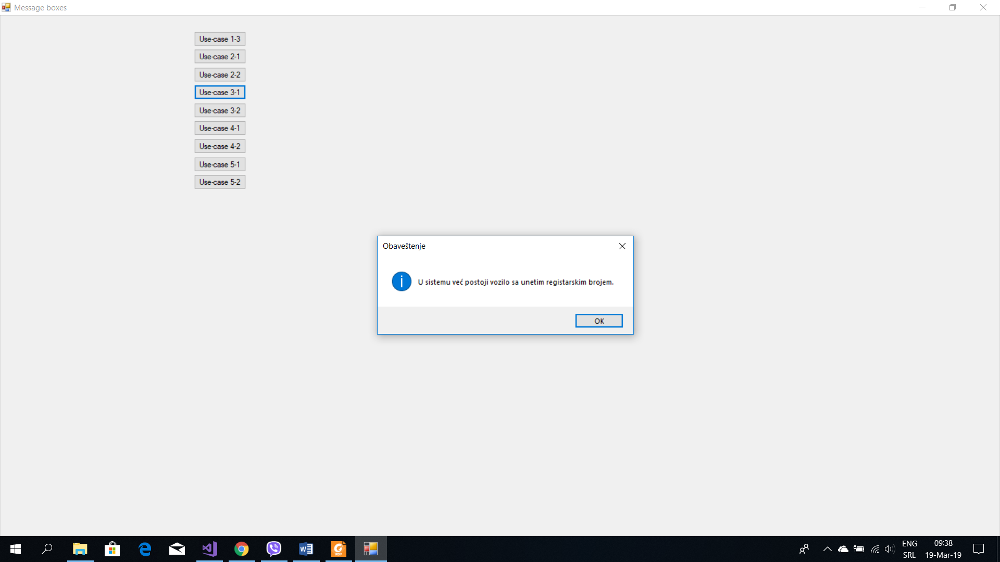 Message boxes
Use-case 1-3
Use-case 2-1
Use-case 2-2
Use-case 3-1
Use-case 3-2
Use-case 4-1
Use-case 4-2
Use-case 5-1
Use-case 5-2
Obaveštenje
U sistemu već postoji vozilo sa unetim registarskim brojem.
OK
PDF
ENG
SRL
09:38
19-Mar-19